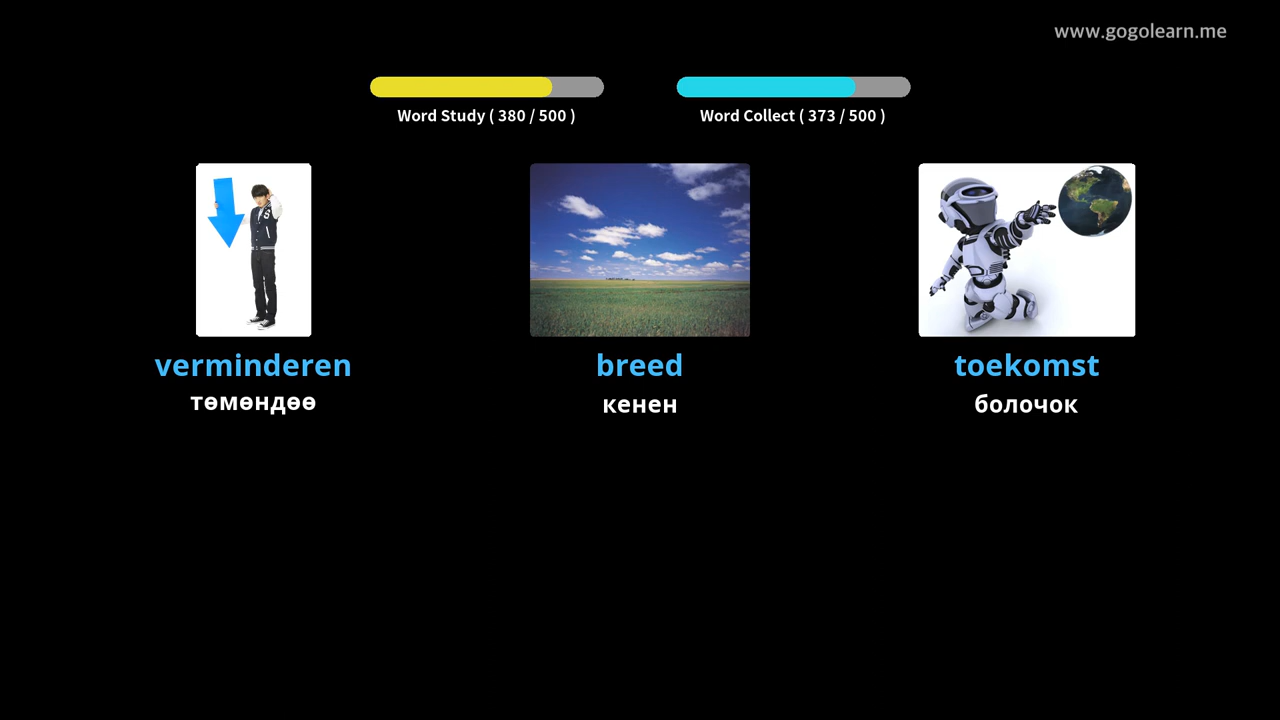 www.gogolearn.me
Word Study ( 380 / 500 )
Word Collect ( 373 / 500 )
verminderen
төмөндөө
breed
кенен
toekomst
болочок